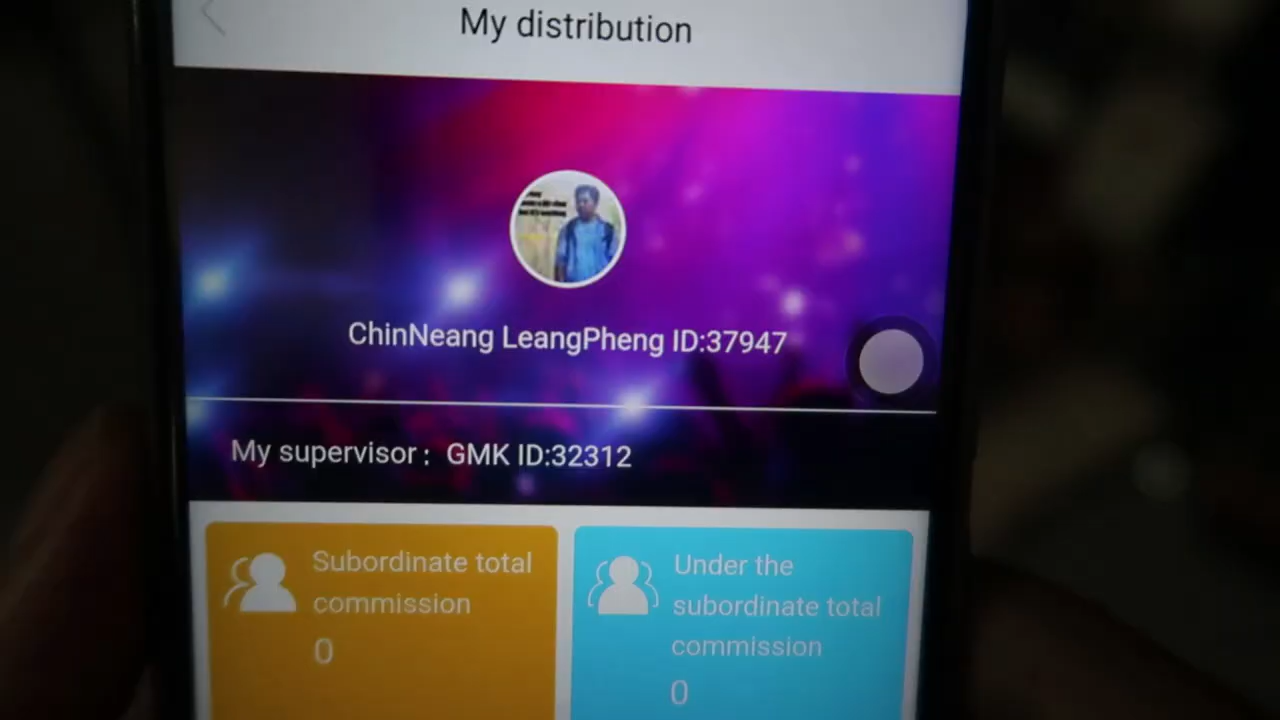 My distribution
ChinNeang LeangPheng ID:37947
My supervisor : GMK ID:32312
Subordinate total
commission
0
Under the
subordinate total
commission
0